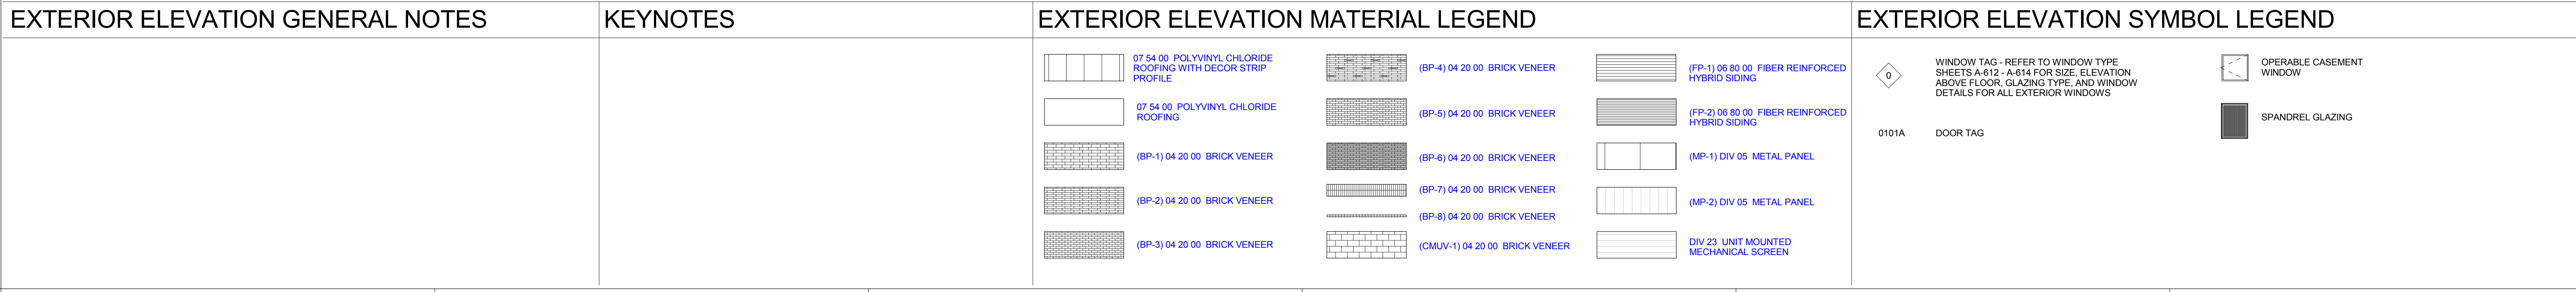 EXTERIOR ELEVATION GENERAL NOTES
KEYNOTES
EXTERIOR ELEVATION MATERIAL LEGEND
07 54 00 POLYVINYL CHLORIDE
ROOFING WITH DECOR STRIP
PROFILE
07 54 00 POLYVINYL CHLORIDE
ROOFING
(BP-1) 04 20 00 BRICK VENEER
(BP-2) 04 20 00 BRICK VENEER
(BP-3) 04 20 00 BRICK VENEER
(BP-4) 04 20 00 BRICK VENEER
(BP-5) 04 20 00 BRICK VENEER
(BP-6) 04 20 00 BRICK VENEER
(BP-7) 04 20 00 BRICK VENEER
(BP-8) 04 20 00 BRICK VENEER
(CMUV-1) 04 20 00 BRICK VENEER
(FP-1) 06 80 00 FIBER REINFORCED
HYBRID SIDING
(FP-2) 06 80 00 FIBER REINFORCED
HYBRID SIDING
(MP-1) DIV 05 METAL PANEL
(MP-2) DIV 05 METAL PANEL
DIV 23 UNIT MOUNTED
MECHANICAL SCREEN
EXTERIOR ELEVATION SYMBOL LEGEND
0
WINDOW TAG - REFER TO WINDOW TYPE
SHEETS A-612 - A-614 FOR SIZE, ELEVATION
ABOVE FLOOR, GLAZING TYPE, AND WINDOW
DETAILS FOR ALL EXTERIOR WINDOWS
0101A DOOR TAG
OPERABLE CASEMENT
WINDOW
SPANDREL GLAZING